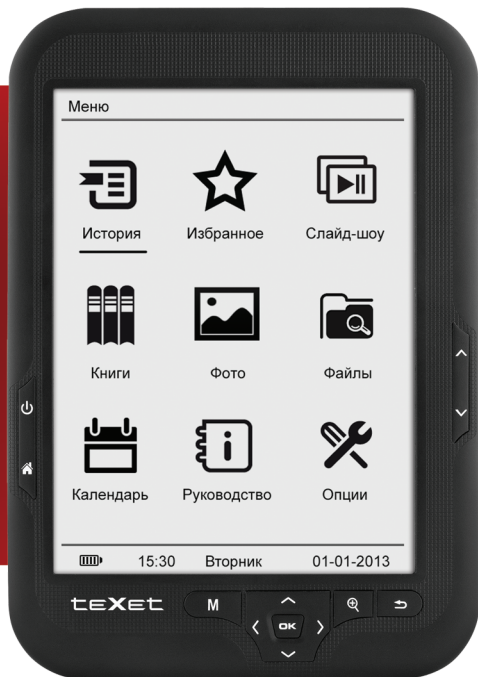 Меню
История Избранное Слайд-шоу
Книги Фото Файлы
Календарь Руководство Опции
15:30 Вторник 01-01-2013
teXet M
OK